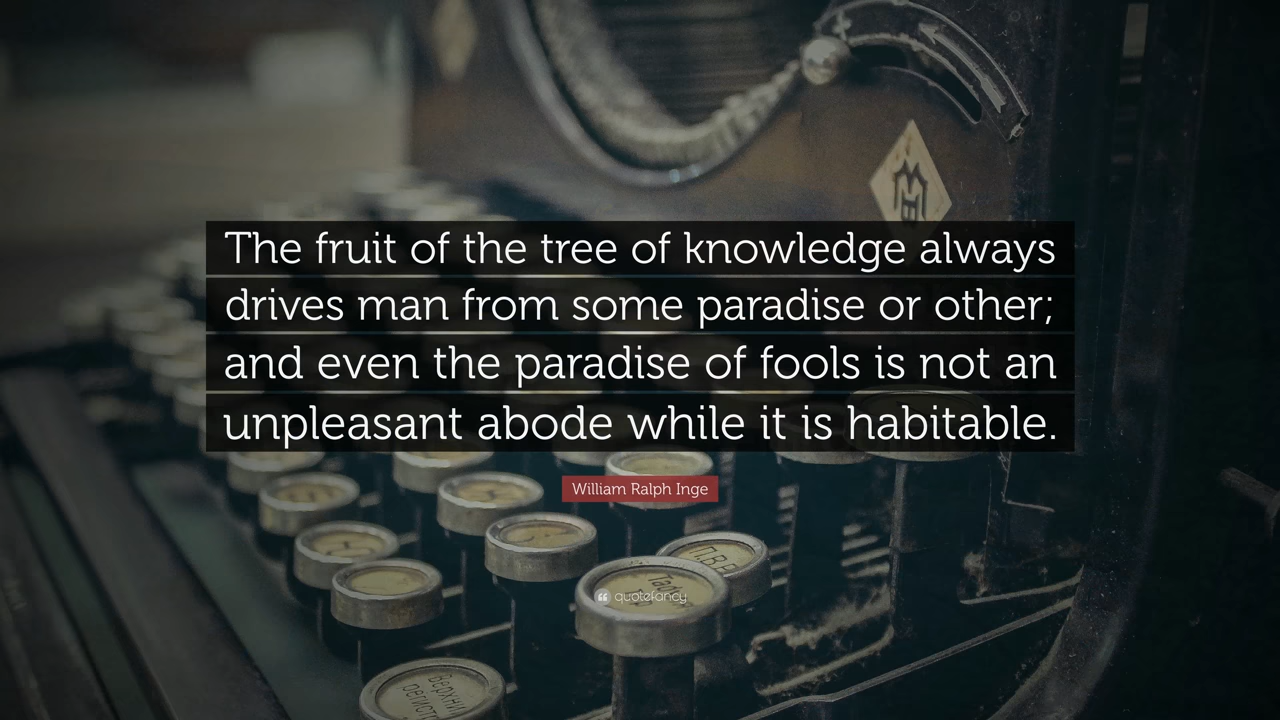 The fruit of the tree of knowledge always
drives man from some paradise or other;
and even the paradise of fools is not an
unpleasant abode while it is habitable.
William Ralph Inge
quotefancy